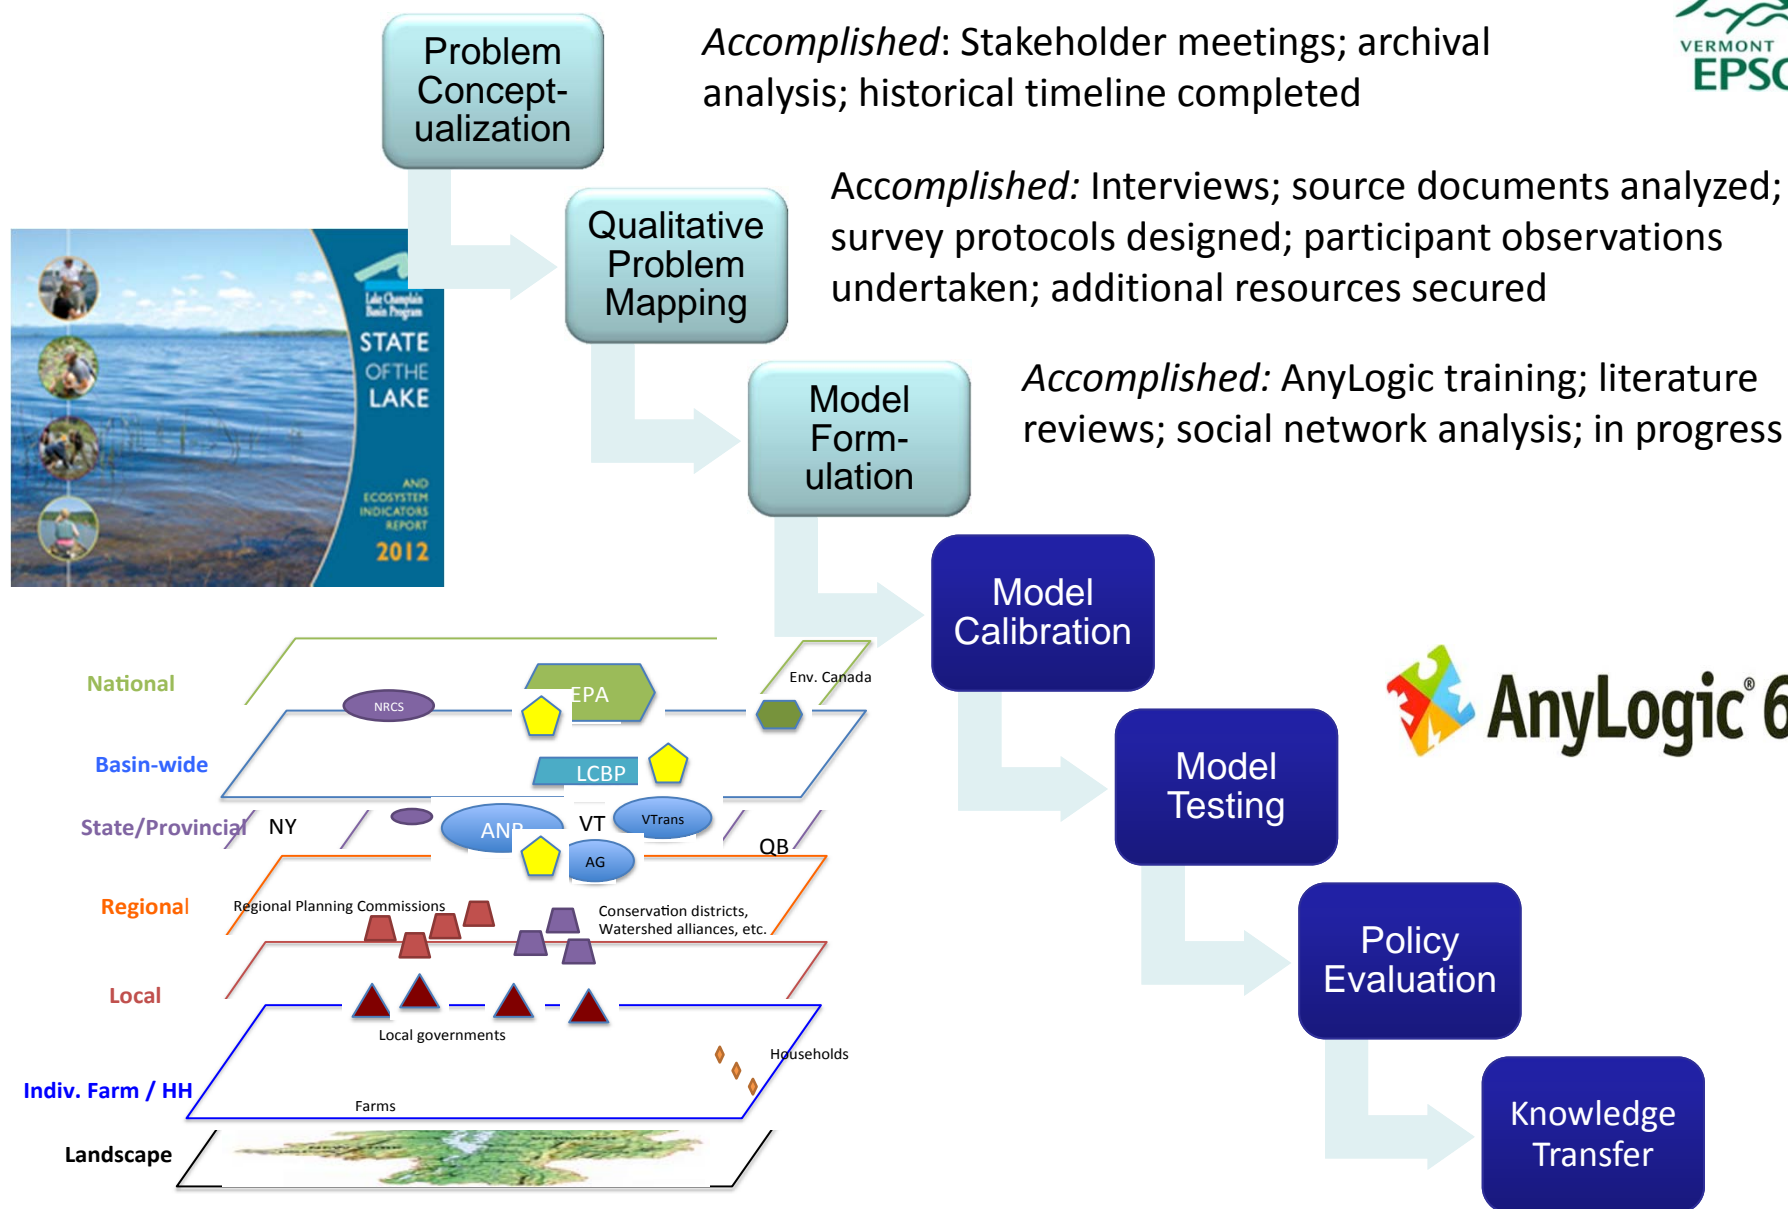 Problem
Concept-
ualization
Accomplished: Stakeholder meetings; archival
analysis; historical timeline completed
VERMONT
EPSC
Qualitative
Problem
Mapping
Accomplished: Interviews; source documents analyzed;
survey protocols designed; participant observations
undertaken; additional resources secured
Lake Champlain
Basin Program
STATE
OF THE
LAKE
AND
ECOSYSTEM
INDICATORS
REPORT
2012
Model
Form-
ulation
Accomplished: AnyLogic training; literature
reviews; social network analysis; in progress
Model
Calibration
AnyLogic® 6
Model
Testing
Policy
Evaluation
Knowledge
Transfer
National
NRCS
EPA
Env. Canada
Basin-wide
LCBP
State/Provincial
NY
ANR
VT
VTrans
AG
QB
Regional
Regional Planning Commissions
Conservation districts,
Watershed alliances, etc.
Local
Local governments
Households
Indiv. Farm / HH
Farms
Landscape